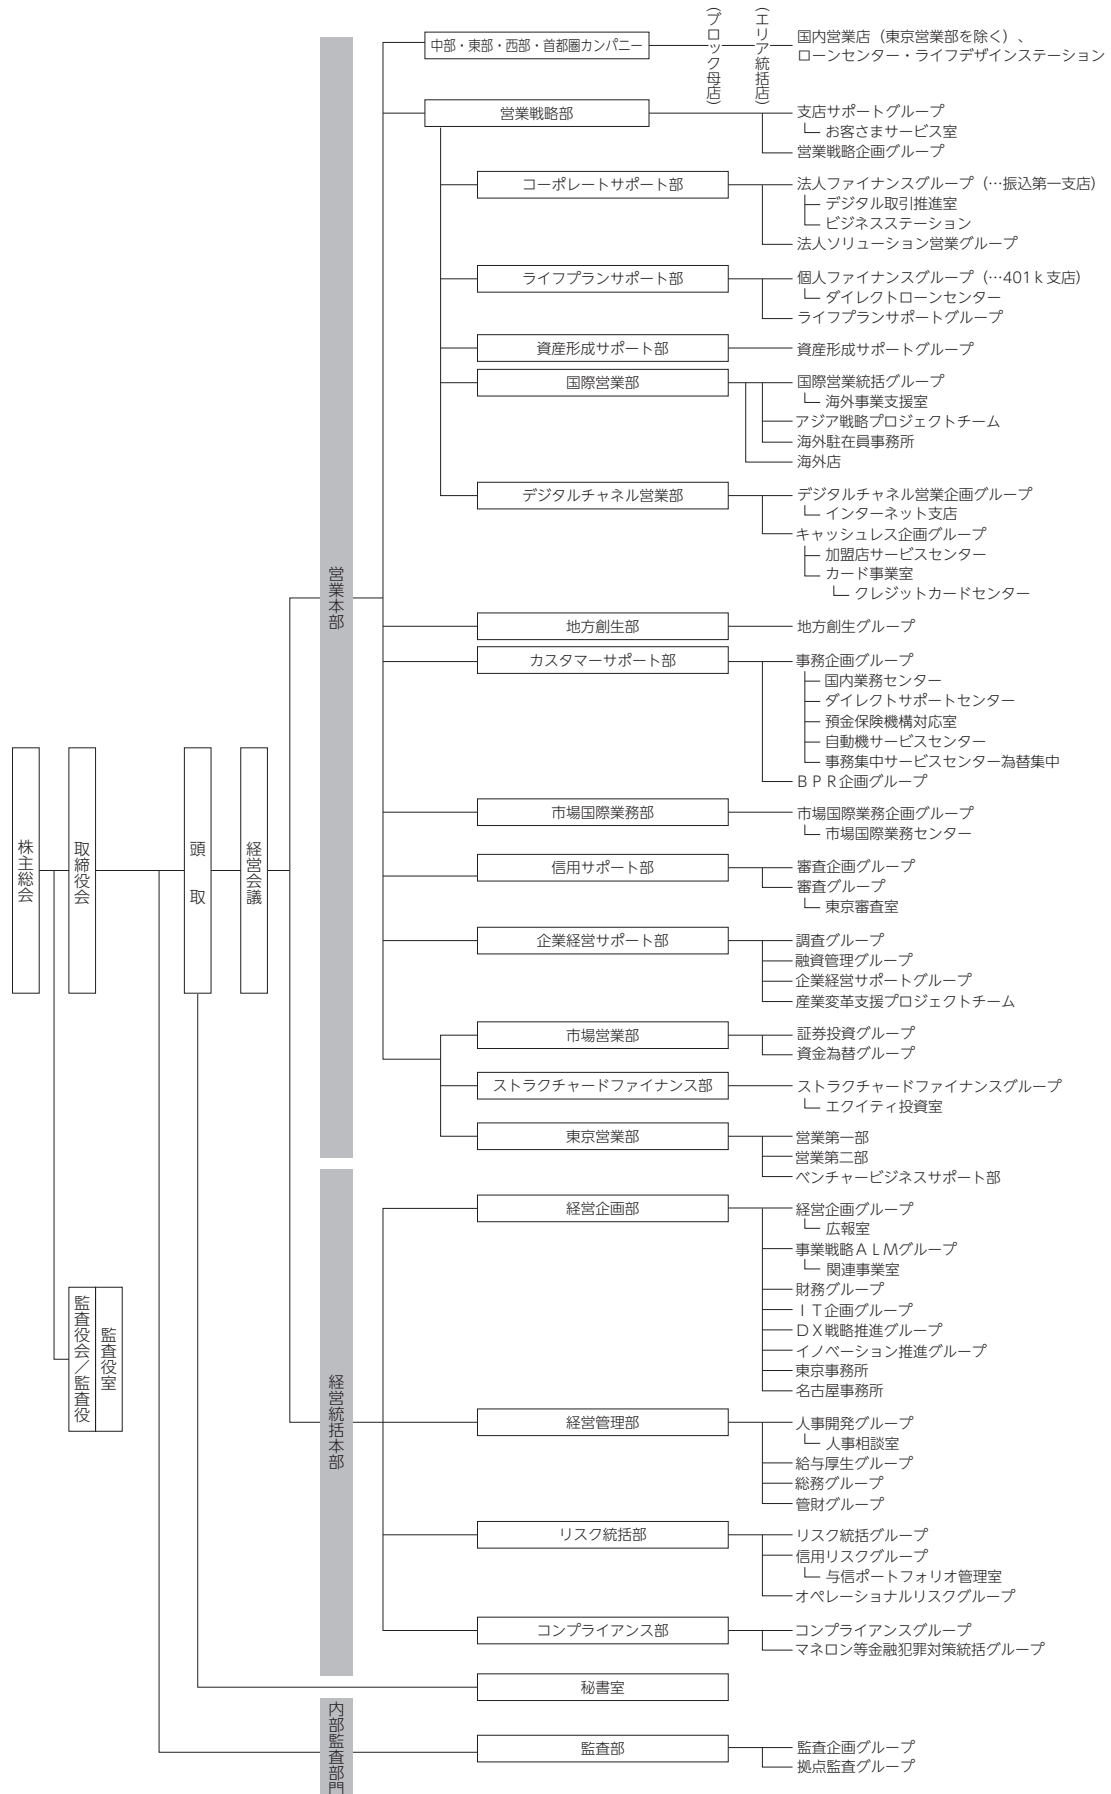 株主総会
取締役会
監査役会／監査役
監査役室
頭取
経営会議
営業本部
中部・東部・西部・首都圏カンパニー
（ブロック母店）
（エリア統括店）
国内営業店（東京営業部を除く）、
ローンセンター・ライフデザインステーション
営業戦略部
支店サポートグループ
お客さまサービス室
営業戦略企画グループ
コーポレートサポート部
法人ファイナンスグループ（…振込第一支店）
デジタル取引推進室
ビジネスステーション
法人ソリューション営業グループ
ライフプランサポート部
個人ファイナンスグループ（…401ｋ支店）
ダイレクトローンセンター
ライフプランサポートグループ
資産形成サポート部
資産形成サポートグループ
国際営業部
国際営業統括グループ
海外事業支援室
アジア戦略プロジェクトチーム
海外駐在員事務所
海外店
デジタルチャネル営業部
デジタルチャネル営業企画グループ
インターネット支店
キャッシュレス企画グループ
加盟店サービスセンター
カード事業室
クレジットカードセンター
地方創生部
地方創生グループ
カスタマーサポート部
事務企画グループ
国内業務センター
ダイレクトサポートセンター
預金保険機構対応室
自動機サービスセンター
事務集中サービスセンター為替集中
ＢＰＲ企画グループ
市場国際業務部
市場国際業務企画グループ
市場国際業務センター
信用サポート部
審査企画グループ
審査グループ
東京審査室
企業経営サポート部
調査グループ
融資管理グループ
企業経営サポートグループ
産業変革支援プロジェクトチーム
市場営業部
証券投資グループ
資金為替グループ
ストラクチャードファイナンス部
ストラクチャードファイナンスグループ
エクイティ投資室
東京営業部
営業第一部
営業第二部
ベンチャービジネスサポート部
経営統括本部
経営企画部
経営企画グループ
広報室
事業戦略ＡＬＭグループ
関連事業室
財務グループ
ＩＴ企画グループ
ＤＸ戦略推進グループ
イノベーション推進グループ
東京事務所
名古屋事務所
経営管理部
人事開発グループ
人事相談室
給与厚生グループ
総務グループ
管財グループ
リスク統括部
リスク統括グループ
信用リスクグループ
与信ポートフォリオ管理室
オペレーショナルリスクグループ
コンプライアンス部
コンプライアンスグループ
マネロン等金融犯罪対策統括グループ
秘書室
内部監査部門
監査部
監査企画グループ
拠点監査グループ